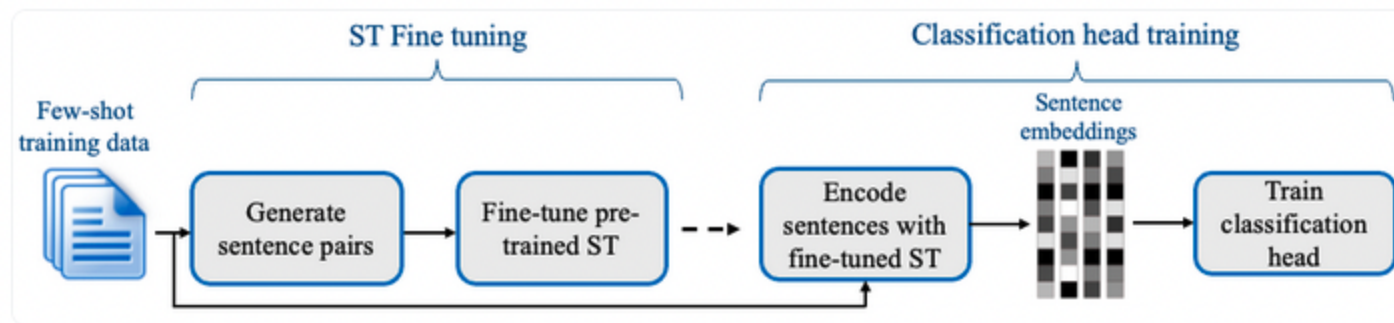 ST Fine tuning
Classification head training
Few-shot
training data
Generate
sentence pairs
Fine-tune pre-
trained ST
Encode
sentences with
fine-tuned ST
Sentence
embeddings
Train
classification
head